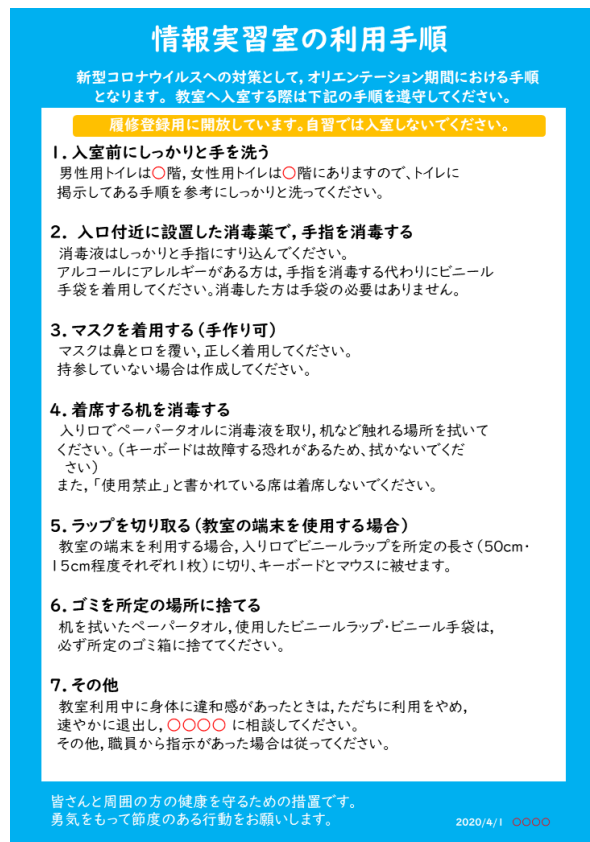 情報実習室の利用手順
新型コロナウイルスへの対策として,オリエンテーション期間における手順
となります。教室へ入室する際は下記の手順を遵守してください。
履修登録用に開放しています。自習では入室しないでください。
1.入室前にしっかりと手を洗う
男性用トイレは〇階,女性用トイレは〇階にありますので、トイレに
掲示してある手順を参考にしっかりと洗ってください。
2. 入口付近に設置した消毒薬で,手指を消毒する
消毒液はしっかりと手指にすり込んでください。
アルコールにアレルギーがある方は,手指を消毒する代わりにビニール
手袋を着用してください。消毒した方は手袋の必要はありません。
3.マスクを着用する(手作り可)
マスクは鼻と口を覆い,正しく着用してください。
持参していない場合は作成してください。
4.着席する机を消毒する
入り口でペーパータオルに消毒液を取り,机など触れる場所を拭いて
ください。(キーボードは故障する恐れがあるため、拭かないでくだ
さい)
また,「使用禁止」と書かれている席は着席しないでください。
5.ラップを切り取る(教室の端末を使用する場合)
教室の端末を利用する場合,入り口でビニールラップを所定の長さ(50cm・
15cm程度それぞれ1枚)に切り、キーボードとマウスに被せます。
6.ゴミを所定の場所に捨てる
机を拭いたペーパータオル,使用したビニールラップ・ビニール手袋は,
必ず所定のゴミ箱に捨ててください。
7.その他
教室利用中に身体に違和感があったときは,ただちに利用をやめ,
速やかに退出し,〇〇〇〇 に相談してください。
その他,職員から指示があった場合は従ってください。
皆さんと周囲の方の健康を守るための措置です。
勇気をもって節度のある行動をお願いします。
2020/4/1 〇〇〇〇